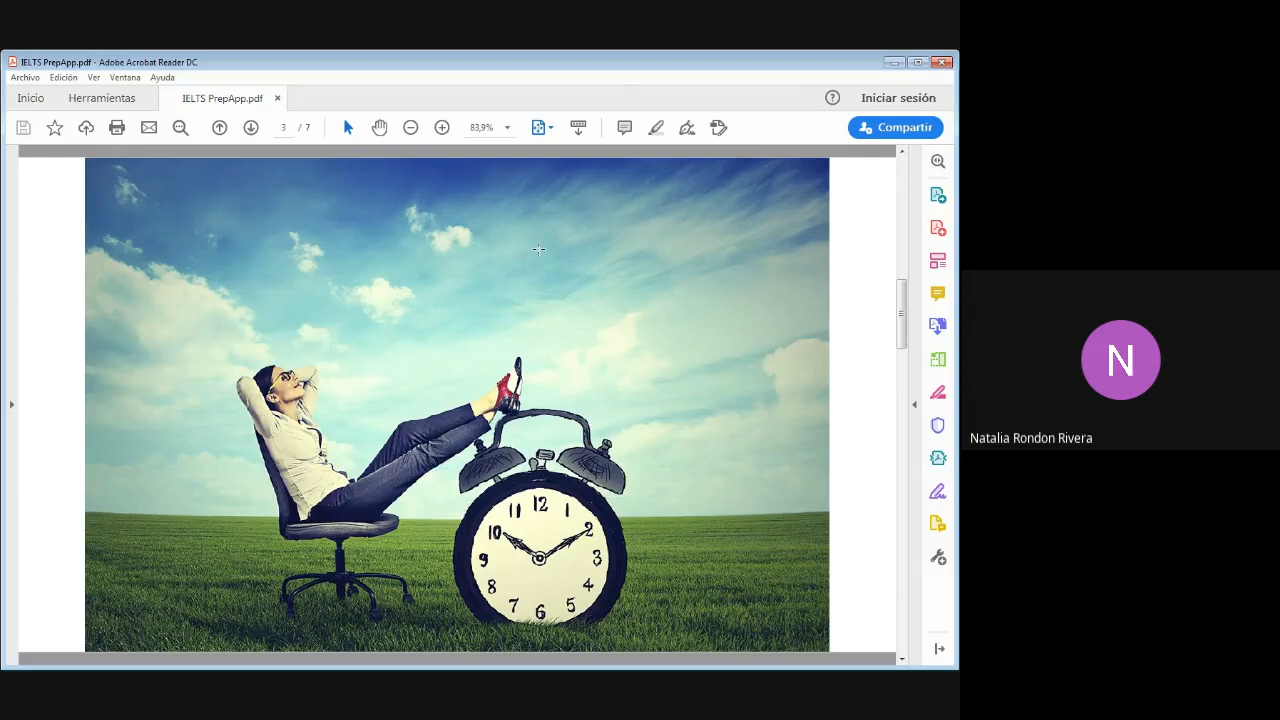 IELTS PrepApp.pdf - Adobe Acrobat Reader DC
Archivo Edición Ver Ventana Ayuda
Inicio Herramientas IELTS PrepApp.pdf × ? Iniciar sesión
3 / 7 83,9% Compartir
12
11 1
10 2
9 3
8 4
7 5
6
N
Natalia Rondon Rivera